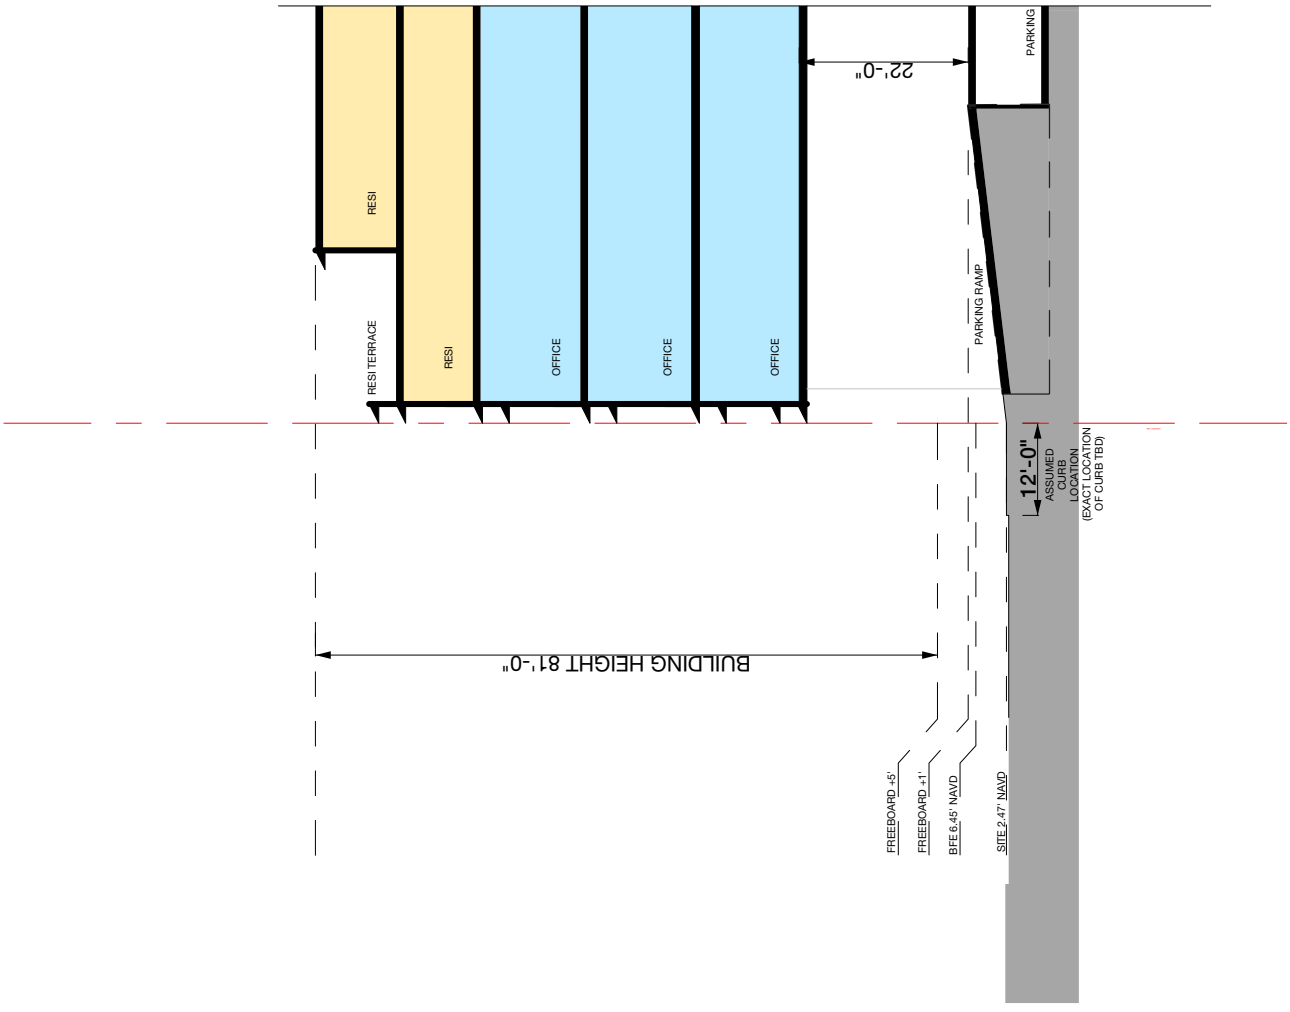 RESI
RESI TERRACE
RESI
OFFICE
OFFICE
OFFICE
22'-0"
PARKING
PARKING RAMP
12'-0"
ASSUMED
CURB
LOCATION
(EXACT LOCATION
OF CURB TBD)
BUILDING HEIGHT 81'-0"
FREEBOARD +5'
FREEBOARD +1'
BFE 6.45' NAVD
SITE 2.47' NAVD